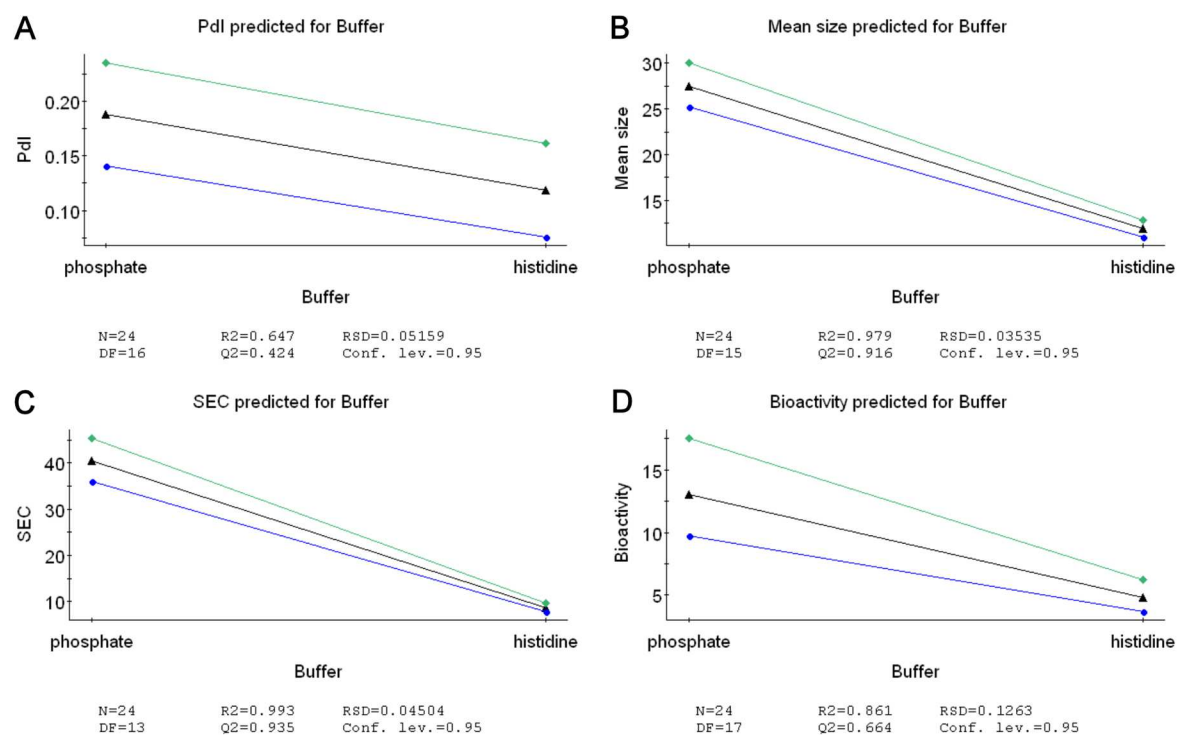 A
PdI predicted for Buffer
PdI
0.20
0.15
0.10
phosphate
histidine
Buffer
N=24 R2=0.647 RSD=0.05159
DF=16 Q2=0.424 Conf. lev.=0.95
B
Mean size predicted for Buffer
Mean size
30
25
20
15
phosphate
histidine
Buffer
N=24 R2=0.979 RSD=0.03535
DF=15 Q2=0.916 Conf. lev.=0.95
C
SEC predicted for Buffer
SEC
40
30
20
10
phosphate
histidine
Buffer
N=24 R2=0.993 RSD=0.04504
DF=13 Q2=0.935 Conf. lev.=0.95
D
Bioactivity predicted for Buffer
Bioactivity
15
10
5
phosphate
histidine
Buffer
N=24 R2=0.861 RSD=0.1263
DF=17 Q2=0.664 Conf. lev.=0.95